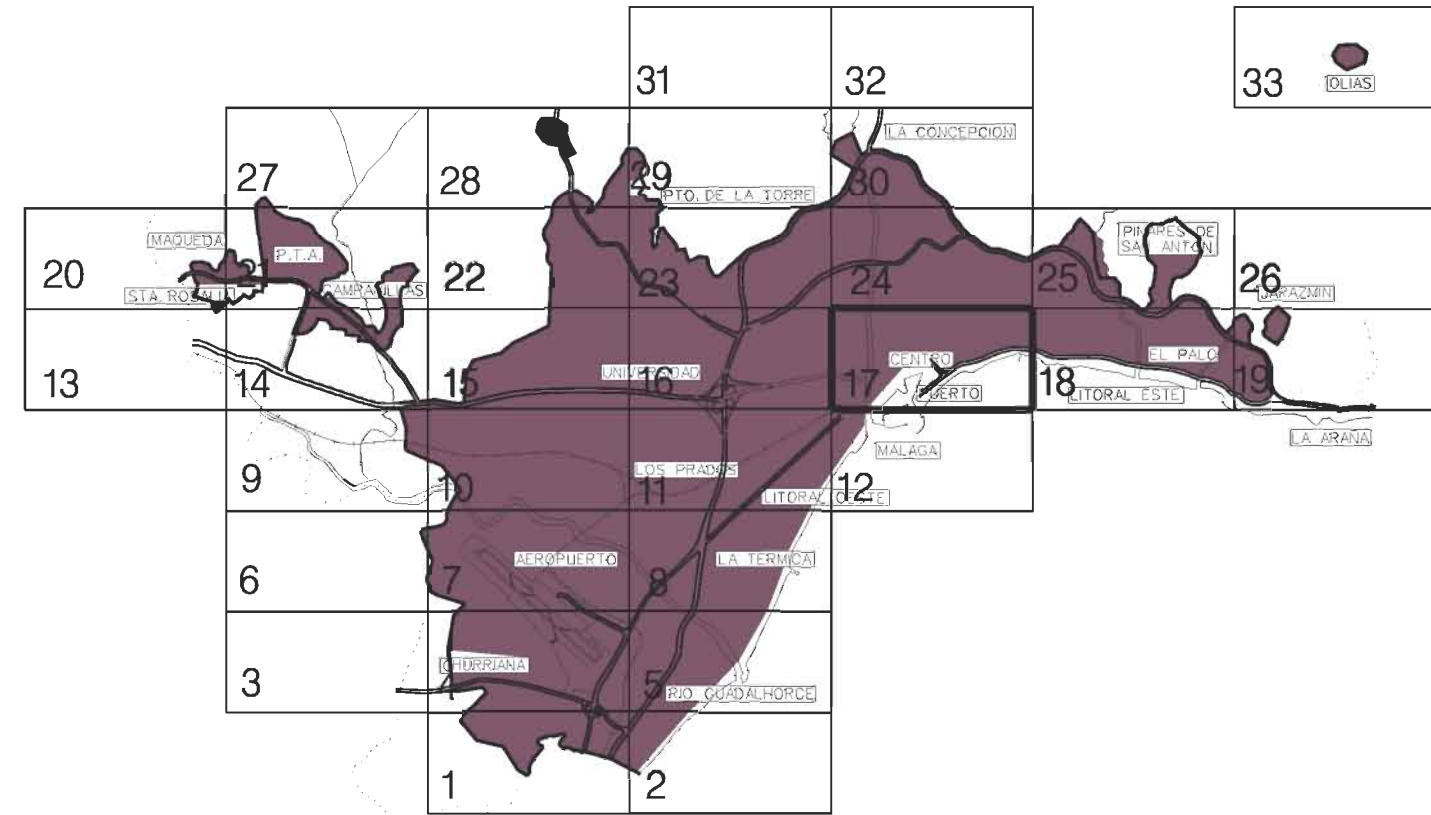 31
32
33
OLIAS
LA CONCEPCION
27
28
29
PTO. DE LA TORRE
30
MAQUEDA
P.T.A.
PINARES DE
SAN ANTON
20
21
STA. ROSALIA
CAMPANILLAS
22
23
24
25
26
JARAZMIN
13
14
15
UNIVERSIDAD
16
17
CENTRO
PUERTO
18
EL PALO
LITORAL ESTE
19
LA ARAÑA
MALAGA
9
10
LOS PRADOS
11
LITORAL OESTE
12
6
7
AEROPUERTO
8
LA TERMICA
3
CHURRIANA
4
5
RIO GUADALHORCE
1
2